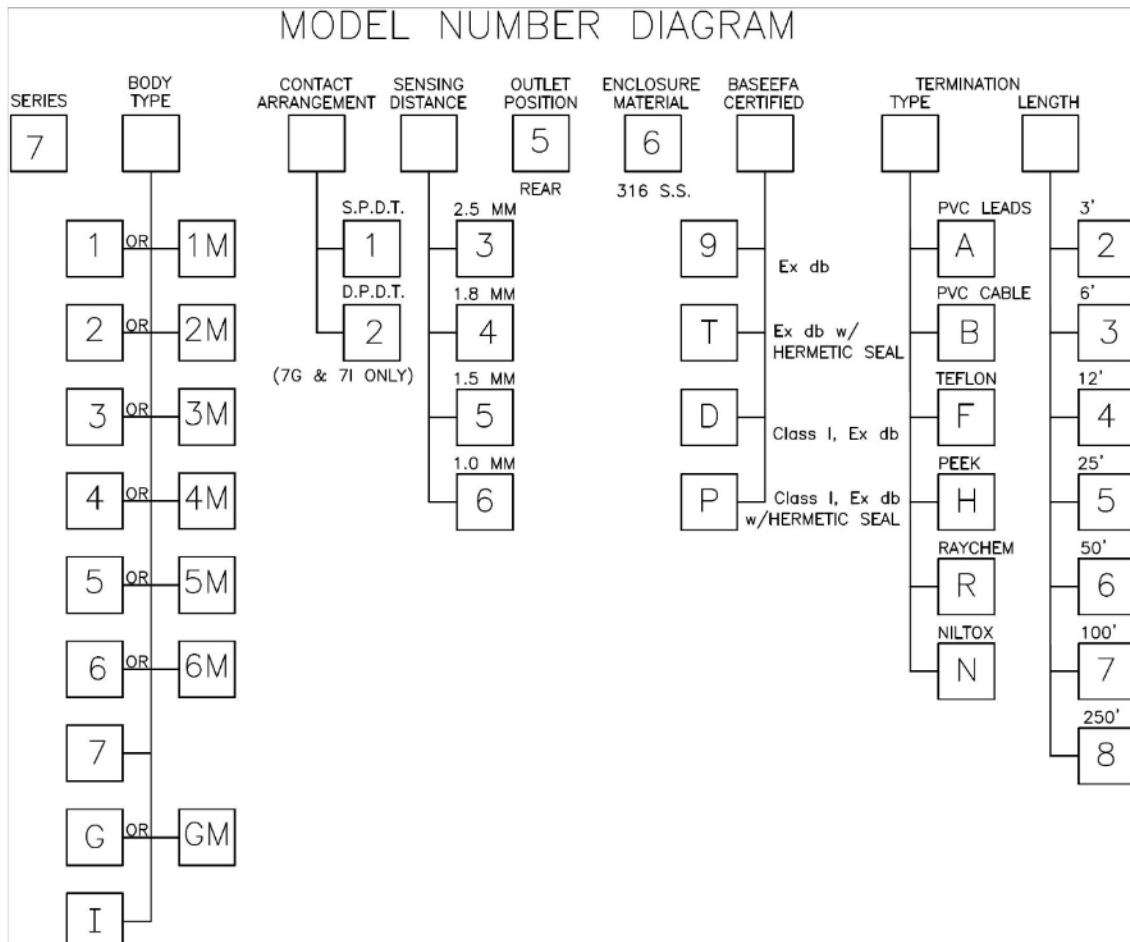 MODEL NUMBER DIAGRAM
SERIES
7
BODY
TYPE
1 OR 1M
2 OR 2M
3 OR 3M
4 OR 4M
5 OR 5M
6 OR 6M
7
G OR GM
I
CONTACT
ARRANGEMENT
S.P.D.T.
1
D.P.D.T.
2
(7G & 7I ONLY)
SENSING
DISTANCE
2.5 MM
3
1.8 MM
4
1.5 MM
5
1.0 MM
6
OUTLET
POSITION
5
REAR
ENCLOSURE
MATERIAL
6
316 S.S.
BASEEFA
CERTIFIED
9
Ex db
T
Ex db w/
HERMETIC SEAL
D
Class I, Ex db
P
Class I, Ex db
w/HERMETIC SEAL
TERMINATION
TYPE
PVC LEADS
A
PVC CABLE
B
TEFLON
F
PEEK
H
RAYCHEM
R
NILTOX
N
LENGTH
3'
2
6'
3
12'
4
25'
5
50'
6
100'
7
250'
8